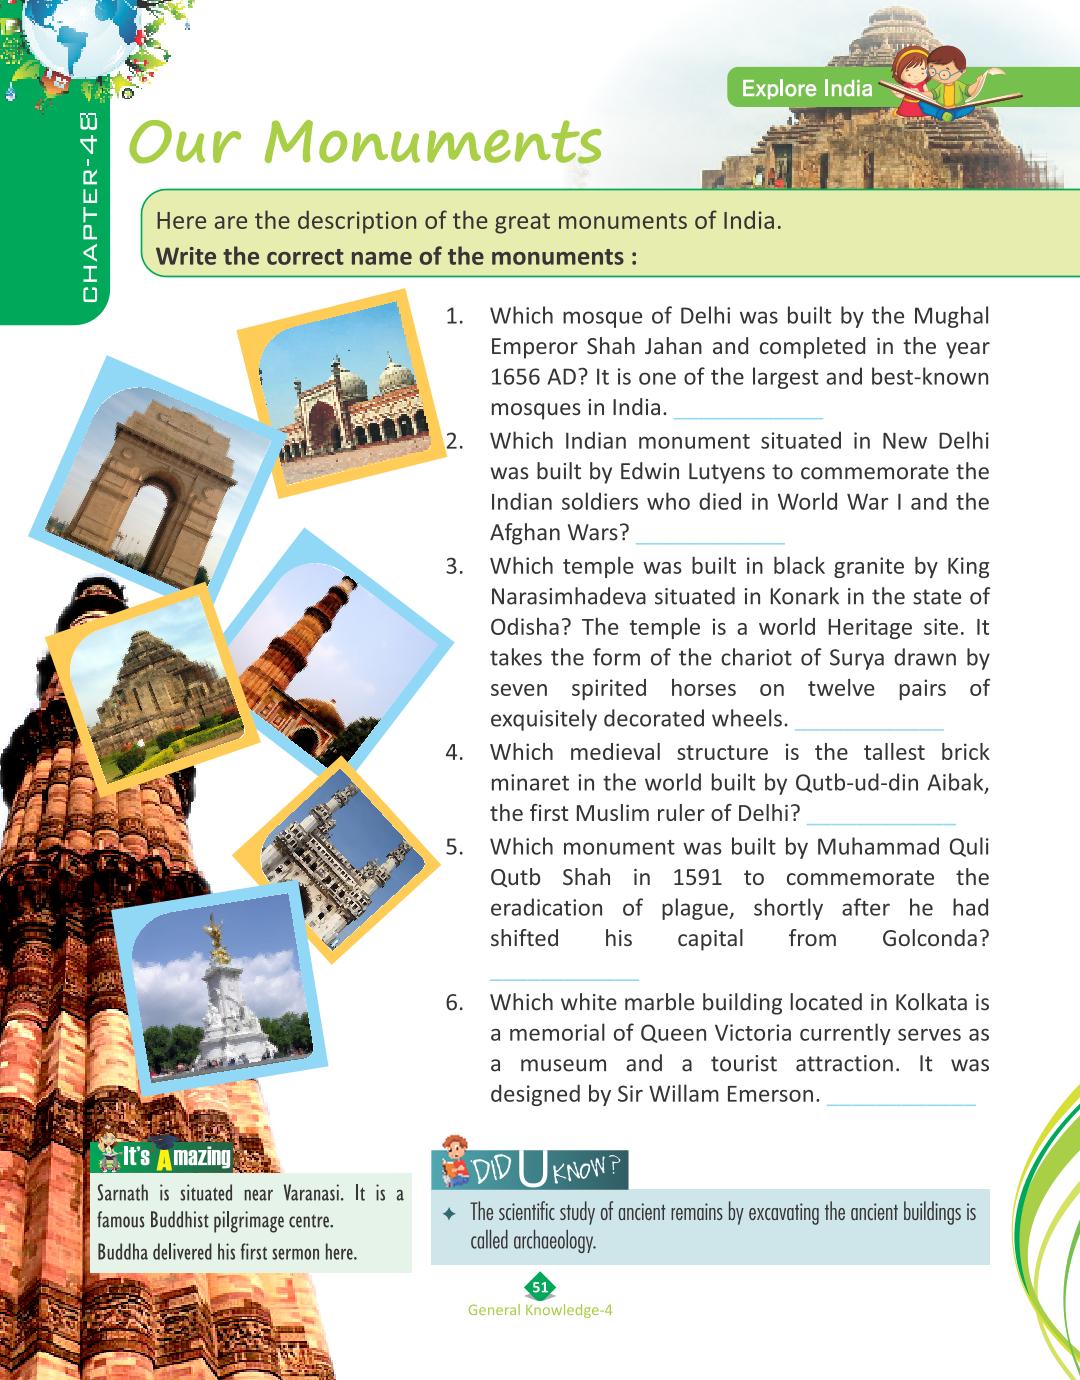 CHAPTER-48
Explore India
Our Monuments
Here are the description of the great monuments of India.
Write the correct name of the monuments :
1. Which mosque of Delhi was built by the Mughal
Emperor Shah Jahan and completed in the year
1656 AD? It is one of the largest and best-known
mosques in India. ____________
2. Which Indian monument situated in New Delhi
was built by Edwin Lutyens to commemorate the
Indian soldiers who died in World War I and the
Afghan Wars? ____________
3. Which temple was built in black granite by King
Narasimhadeva situated in Konark in the state of
Odisha? The temple is a world Heritage site. It
takes the form of the chariot of Surya drawn by
seven spirited horses on twelve pairs of
exquisitely decorated wheels. ____________
4. Which medieval structure is the tallest brick
minaret in the world built by Qutb-ud-din Aibak,
the first Muslim ruler of Delhi? ____________
5. Which monument was built by Muhammad Quli
Qutb Shah in 1591 to commemorate the
eradication of plague, shortly after he had
shifted his capital from Golconda?
____________
6. Which white marble building located in Kolkata is
a memorial of Queen Victoria currently serves as
a museum and a tourist attraction. It was
designed by Sir Willam Emerson. ____________
It's Amazing
Sarnath is situated near Varanasi. It is a
famous Buddhist pilgrimage centre.
Buddha delivered his first sermon here.
DID U KNOW?
✦ The scientific study of ancient remains by excavating the ancient buildings is
called archaeology.
51
General Knowledge-4